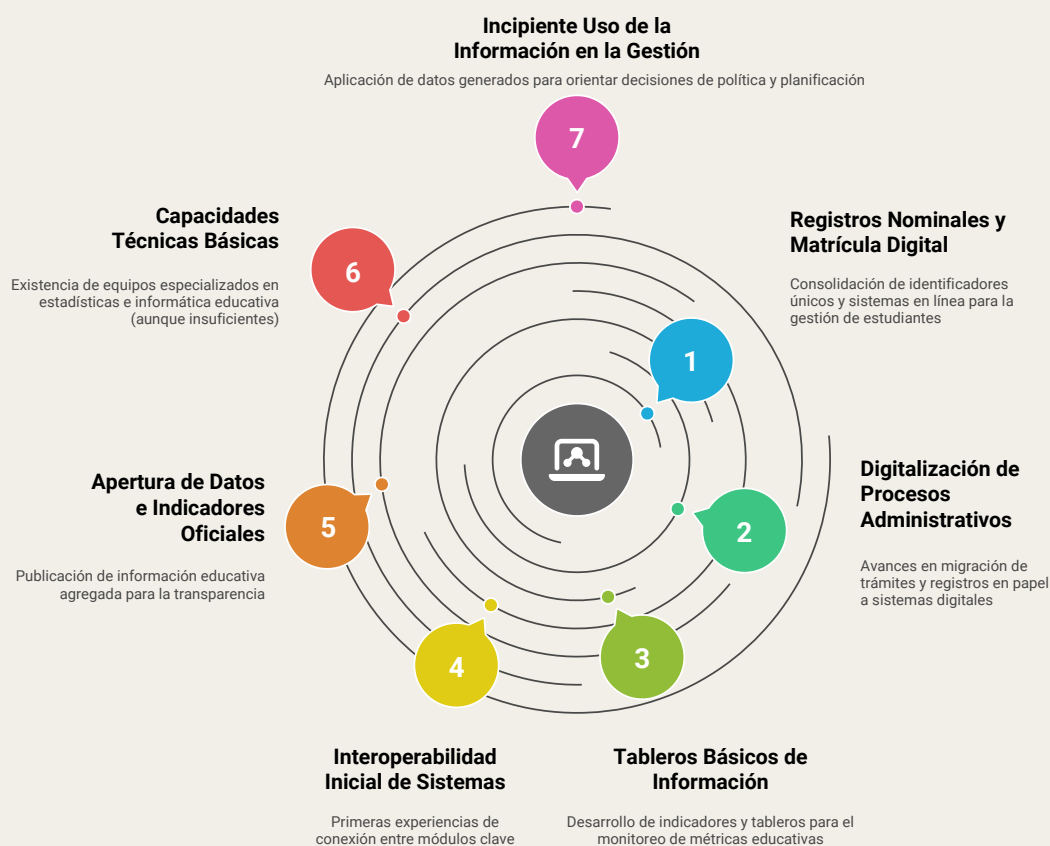 Incipiente Uso de la
Información en la Gestión
Aplicación de datos generados para orientar decisiones de política y planificación
7
Capacidades
Técnicas Básicas
Existencia de equipos especializados en
estadísticas e informática educativa
(aunque insuficientes)
6
Registros Nominales y
Matrícula Digital
Consolidación de identificadores
únicos y sistemas en línea para la
gestión de estudiantes
1
Apertura de Datos
e Indicadores
Oficiales
Publicación de información educativa
agregada para la transparencia
5
Digitalización de
Procesos
Administrativos
Avances en migración de
trámites y registros en papel
a sistemas digitales
2
4
Interoperabilidad
Inicial de Sistemas
Primeras experiencias de
conexión entre módulos clave
3
Tableros Básicos de
Información
Desarrollo de indicadores y tableros para el
monitoreo de métricas educativas